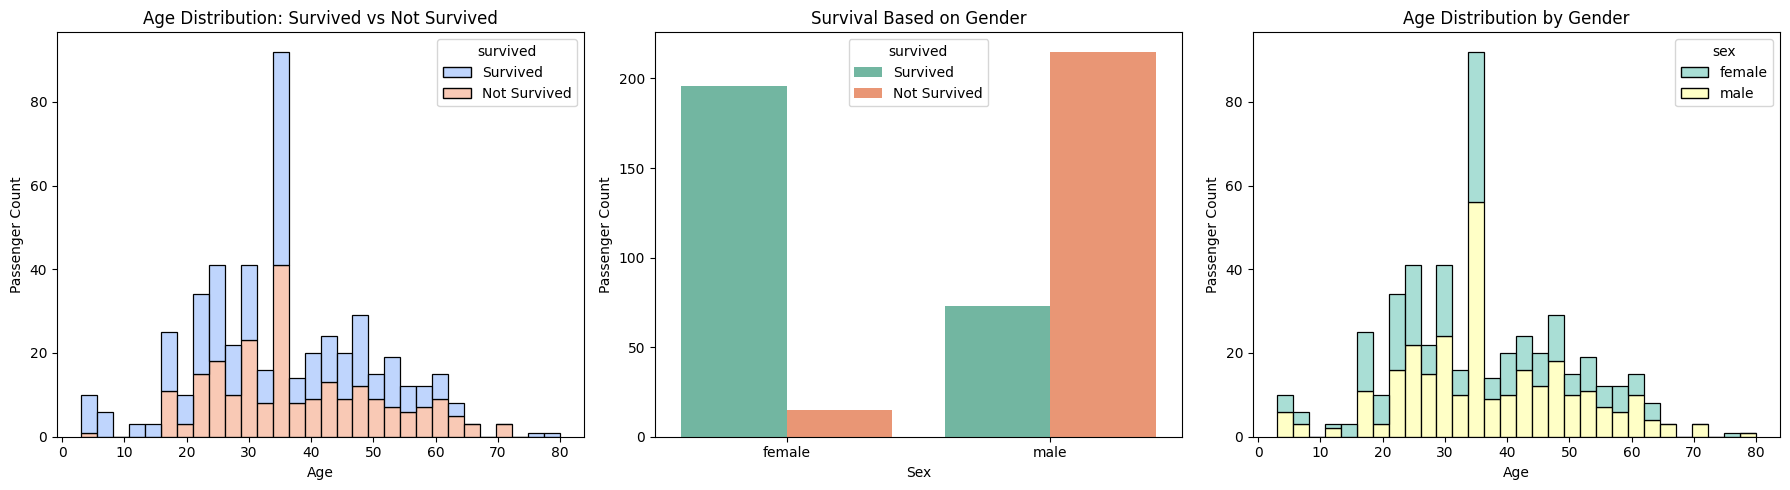 Age Distribution: Survived vs Not Survived
survived
Survived
Not Survived
Passenger Count
80
60
40
20
0
0 10 20 30 40 50 60 70 80
Age
Survival Based on Gender
survived
Survived
Not Survived
Passenger Count
200
150
100
50
0
female male
Sex
Age Distribution by Gender
sex
female
male
Passenger Count
80
60
40
20
0
0 10 20 30 40 50 60 70 80
Age